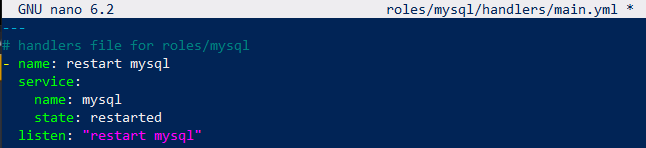 GNU nano 6.2 roles/mysql/handlers/main.yml *
---
# handlers file for roles/mysql
- name: restart mysql
  service:
    name: mysql
    state: restarted
  listen: "restart mysql"